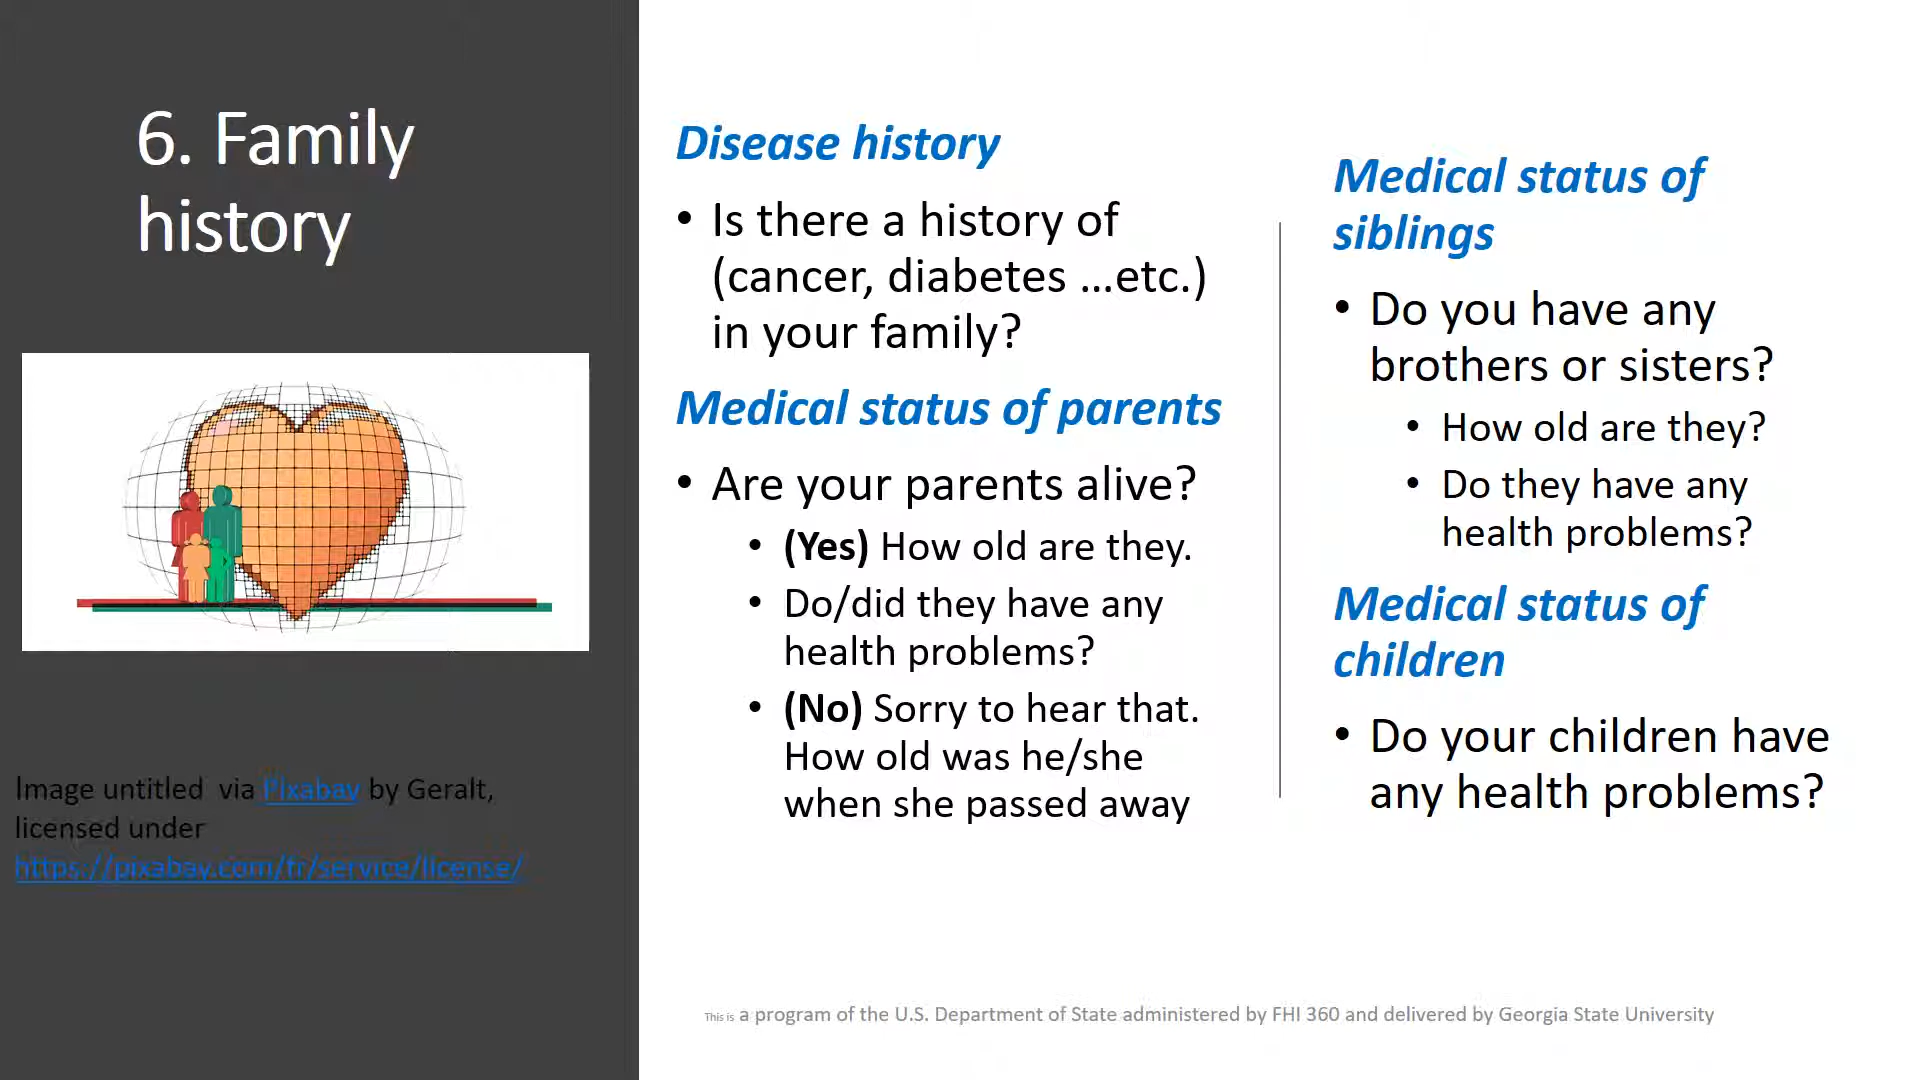 6. Family
history
Image untitled via Pixabay by Geralt,
licensed under
https://pixabay.com/fr/service/license/
Disease history
• Is there a history of
(cancer, diabetes ...etc.)
in your family?
Medical status of parents
• Are your parents alive?
• (Yes) How old are they.
• Do/did they have any
health problems?
• (No) Sorry to hear that.
How old was he/she
when she passed away
Medical status of
siblings
• Do you have any
brothers or sisters?
• How old are they?
• Do they have any
health problems?
Medical status of
children
• Do your children have
any health problems?
This is a program of the U.S. Department of State administered by FHI 360 and delivered by Georgia State University